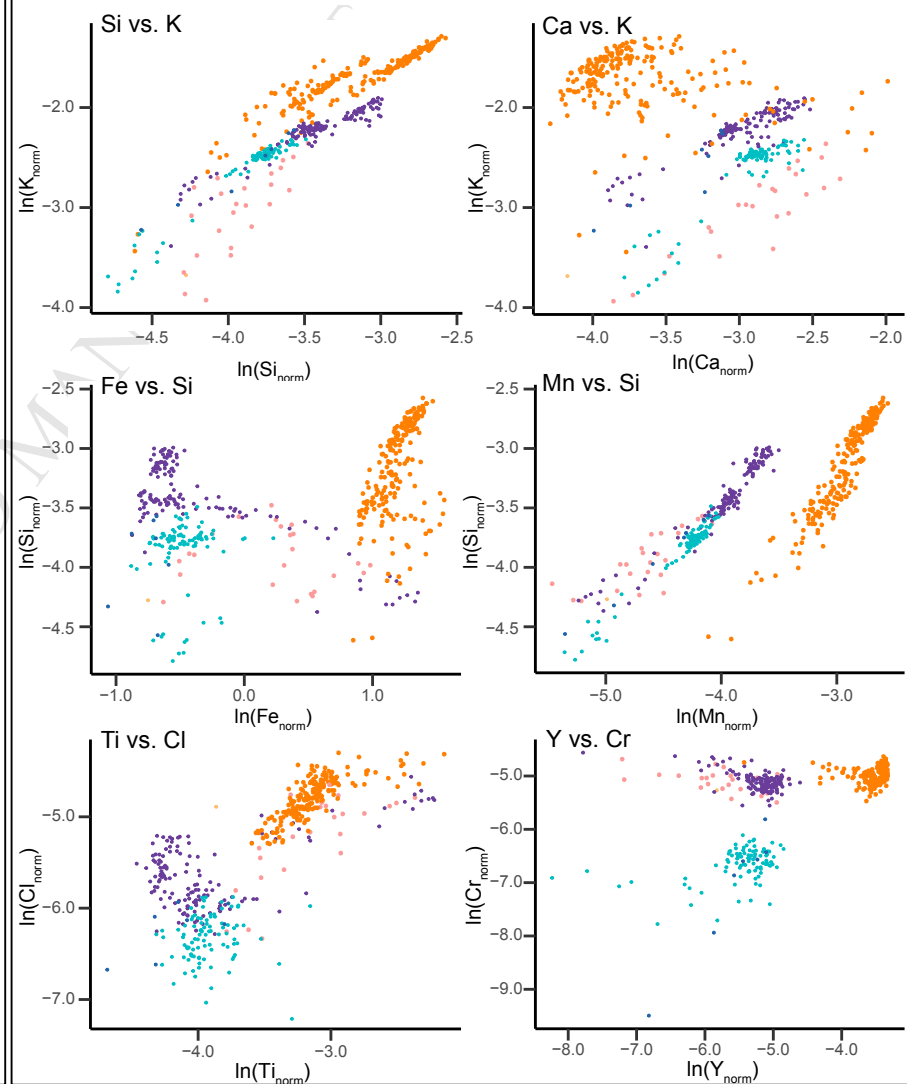 Si vs. K
−2.0
−3.0
−4.0
ln(K_norm)
−4.5 −4.0 −3.5 −3.0 −2.5
ln(Si_norm)
Ca vs. K
−2.0
−3.0
−4.0
ln(K_norm)
−4.0 −3.5 −3.0 −2.5 −2.0
ln(Ca_norm)
Fe vs. Si
−2.5
−3.0
−3.5
−4.0
−4.5
ln(Si_norm)
−1.0 0.0 1.0
ln(Fe_norm)
Mn vs. Si
−2.5
−3.0
−3.5
−4.0
−4.5
ln(Si_norm)
−5.0 −4.0 −3.0
ln(Mn_norm)
Ti vs. Cl
−5.0
−6.0
−7.0
ln(Cl_norm)
−4.0 −3.0
ln(Ti_norm)
Y vs. Cr
−5.0
−6.0
−7.0
−8.0
−9.0
ln(Cr_norm)
−8.0 −7.0 −6.0 −5.0 −4.0
ln(Y_norm)
MAN